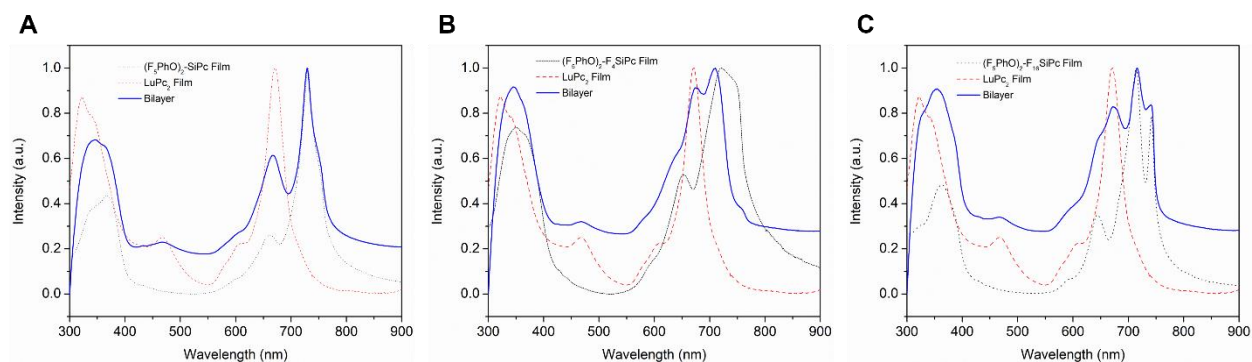 A
(F₅PhO)₂-SiPc Film
LuPc₂ Film
Bilayer
Intensity (a.u.)
1.0
0.8
0.6
0.4
0.2
0.0
300 400 500 600 700 800 900
Wavelength (nm)
B
(F₅PhO)₂-F₄SiPc Film
LuPc₂ Film
Bilayer
Intensity (a.u.)
1.0
0.8
0.6
0.4
0.2
0.0
300 400 500 600 700 800 900
Wavelength (nm)
C
LuPc₂ Film
Bilayer
Intensity (a.u.)
1.0
0.8
0.6
0.4
0.2
0.0
300 400 500 600 700 800 900
Wavelength (nm)